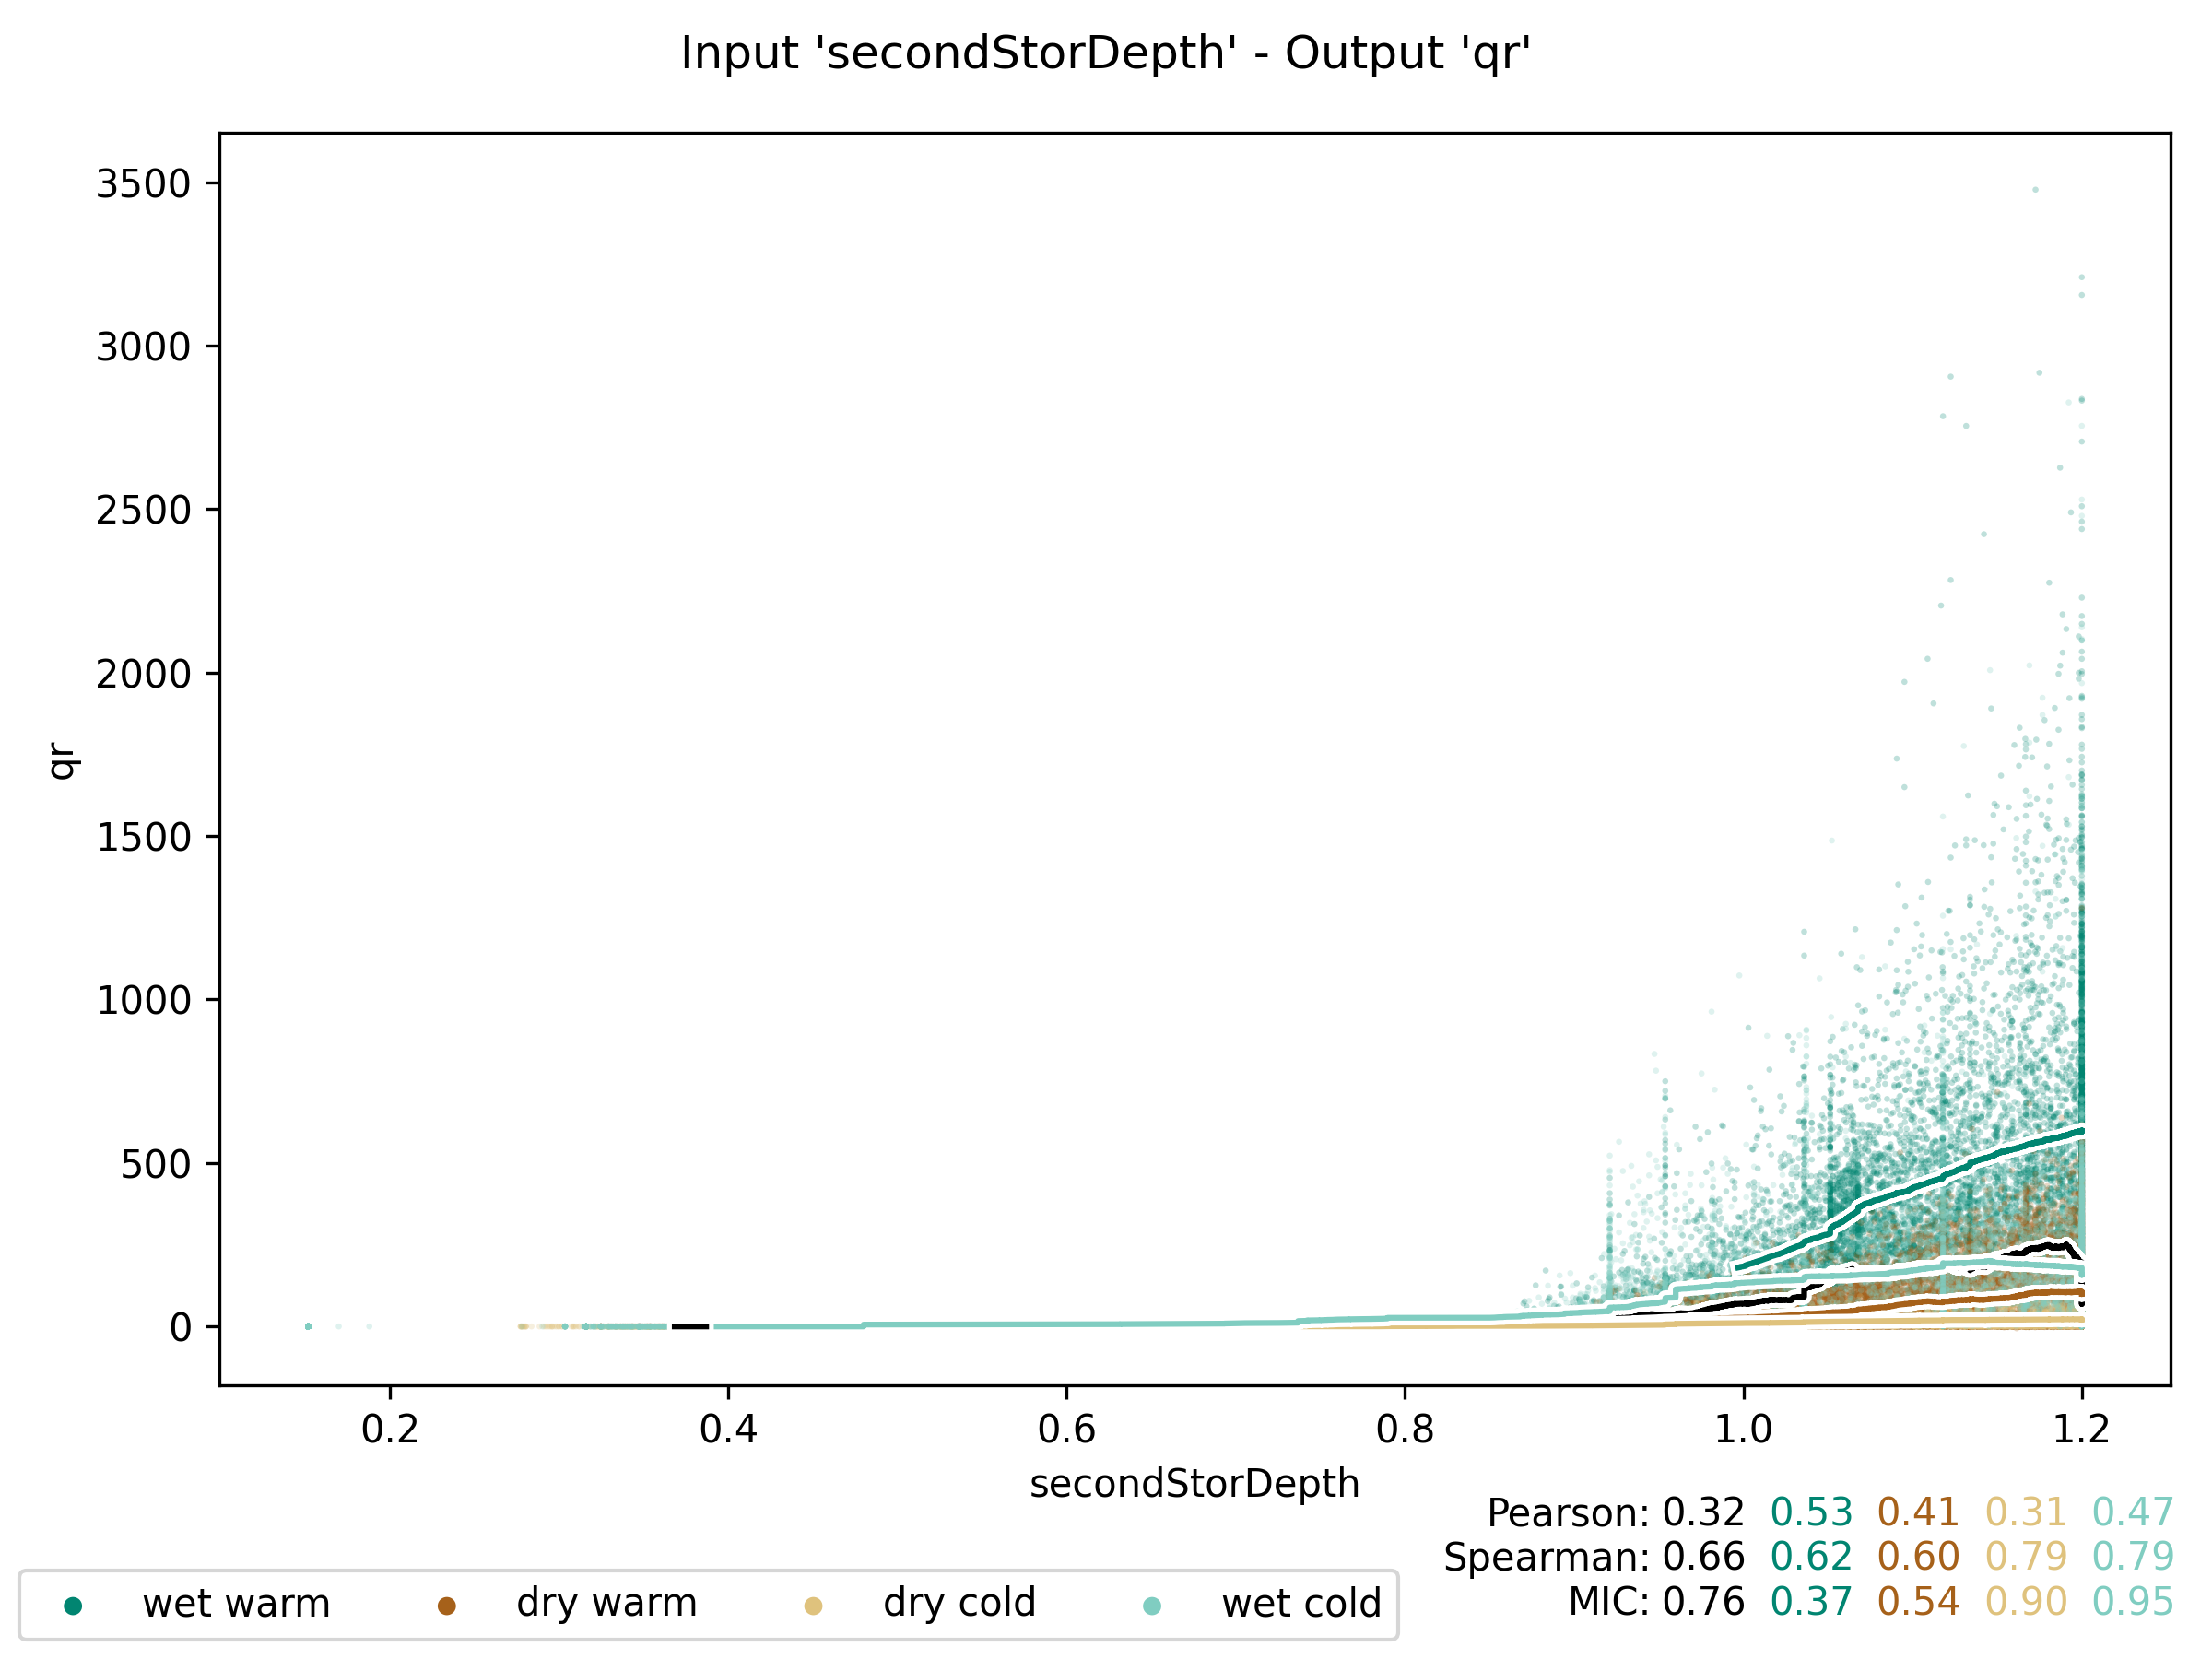 Input 'secondStorDepth' - Output 'qr'
3500
3000
2500
2000
1500
1000
500
0
qr
0.2 0.4 0.6 0.8 1.0 1.2
secondStorDepth
Pearson: 0.32 0.53 0.41 0.31 0.47
Spearman: 0.66 0.62 0.60 0.79 0.79
MIC: 0.76 0.37 0.54 0.90 0.95
wet warm dry warm dry cold wet cold